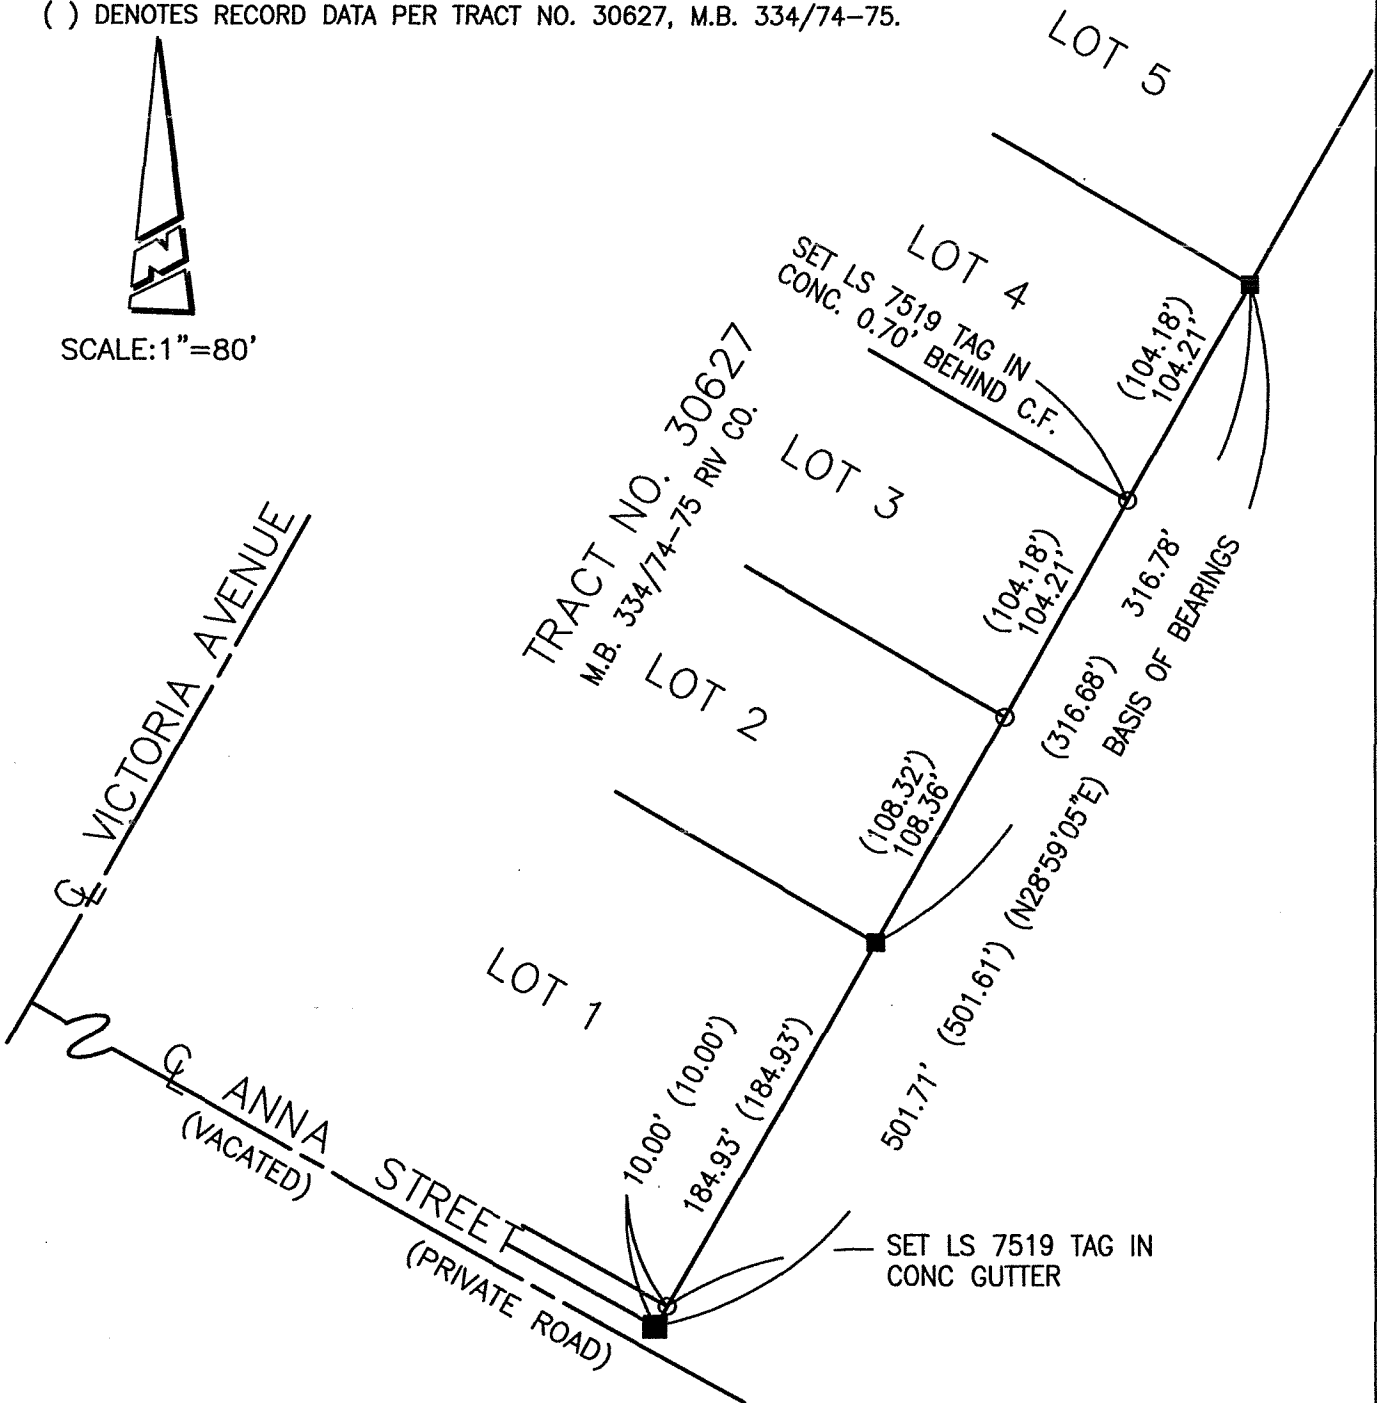 ( ) DENOTES RECORD DATA PER TRACT NO. 30627, M.B. 334/74-75.
SCALE:1"=80'
LOT 5
LOT 4
SET LS 7519 TAG IN
CONC. 0.70' BEHIND C.F.
(104.18')
104.21'
TRACT NO. 30627
M.B. 334/74-75 RIV CO.
LOT 3
(104.18')
104.21'
316.78'
(316.68')
VICTORIA AVENUE
℄
LOT 2
(108.32')
108.36'
501.71' (501.61') (N28°59'05"E) BASIS OF BEARINGS
LOT 1
10.00' (10.00')
184.93' (184.93')
℄ ANNA STREET
(VACATED)
(PRIVATE ROAD)
SET LS 7519 TAG IN
CONC GUTTER